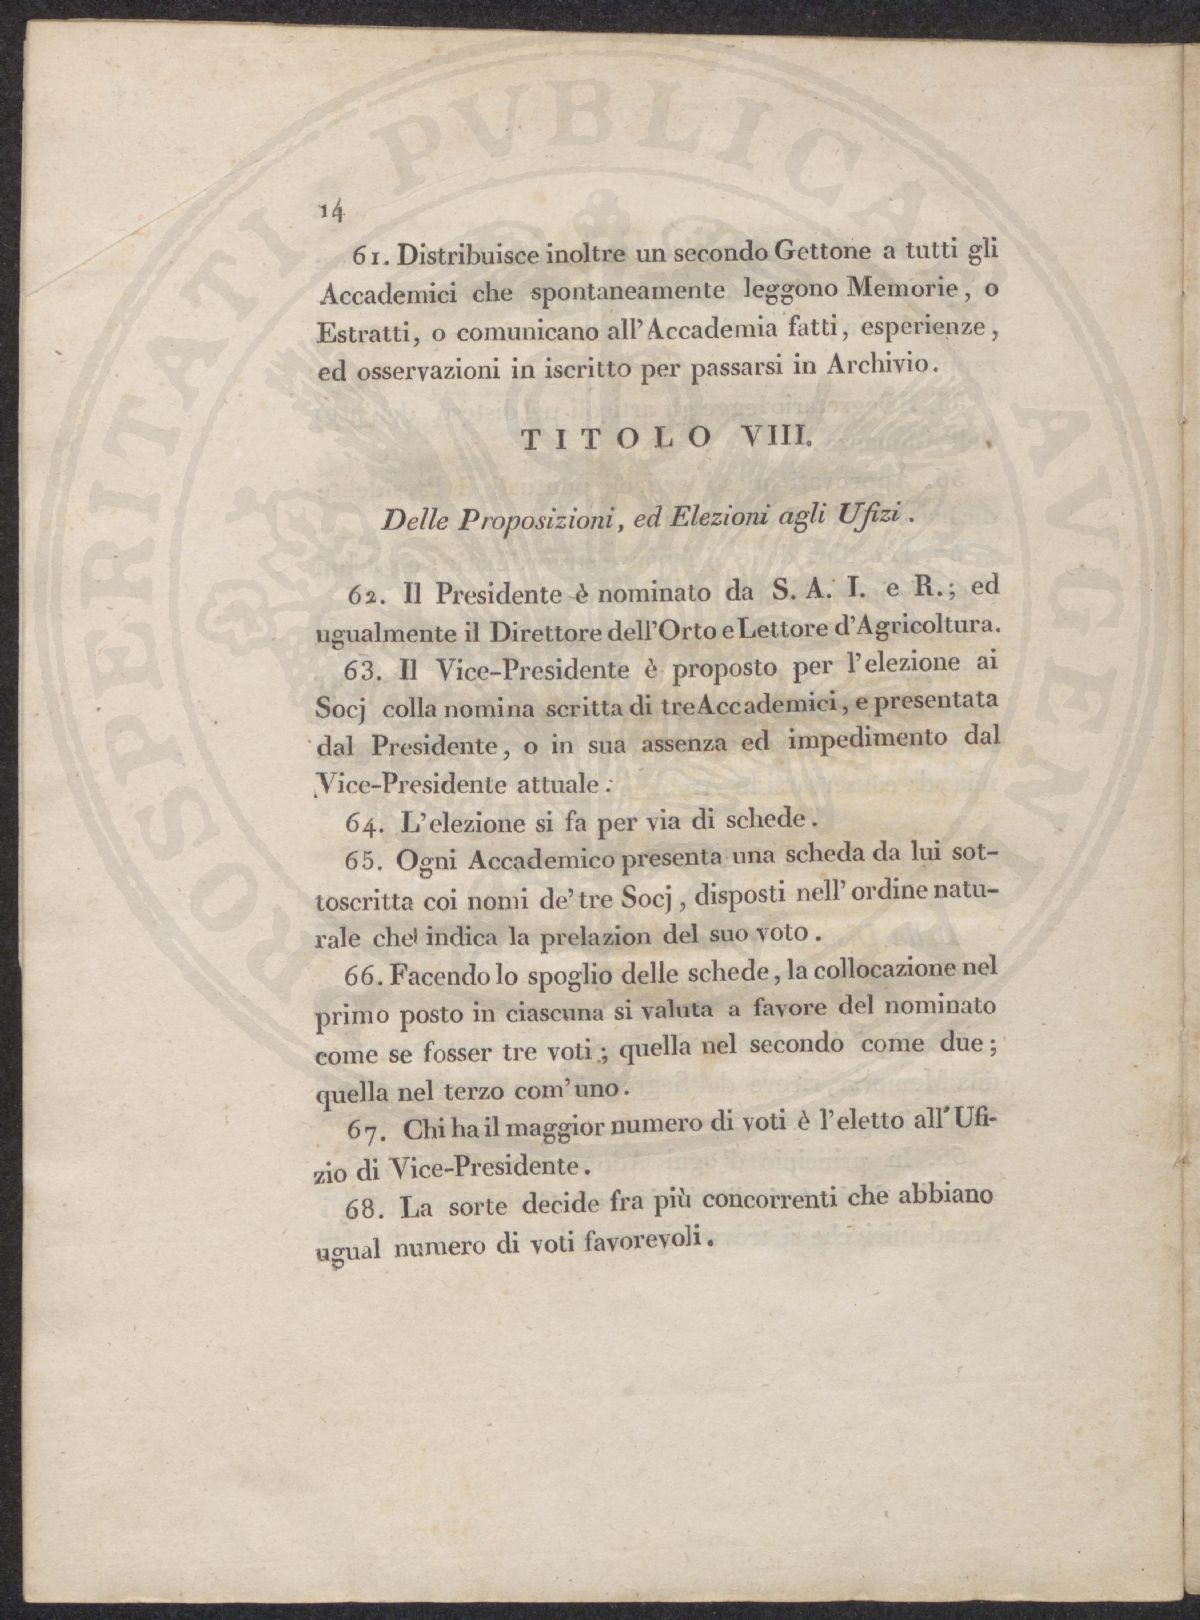 14
61. Distribuisce inoltre un secondo Gettone a tutti gli
Accademici che spontaneamente leggono Memorie, o
Estratti, o comunicano all'Accademia fatti, esperienze,
ed osservazioni in iscritto per passarsi in Archivio.
TITOLO VIII.
Delle Proposizioni, ed Elezioni agli Ufizi.
62. Il Presidente è nominato da S. A. I. e R.; ed
ugualmente il Direttore dell'Orto e Lettore d'Agricoltura.
63. Il Vice-Presidente è proposto per l'elezione ai
Socj colla nomina scritta di tre Accademici, e presentata
dal Presidente, o in sua assenza ed impedimento dal
Vice-Presidente attuale.
64. L'elezione si fa per via di schede.
65. Ogni Accademico presenta una scheda da lui sot-
toscritta coi nomi de' tre Socj, disposti nell' ordine natu-
rale che indica la prelazion del suo voto.
66. Facendo lo spoglio delle schede, la collocazione nel
primo posto in ciascuna si valuta a favore del nominato
come se fosser tre voti; quella nel secondo come due;
quella nel terzo com' uno.
67. Chi ha il maggior numero di voti è l'eletto all' Ufi-
zio di Vice-Presidente.
68. La sorte decide fra più concorrenti che abbiano
ugual numero di voti favorevoli.
PROSPERITATI PVBLICAE AVGENDAE